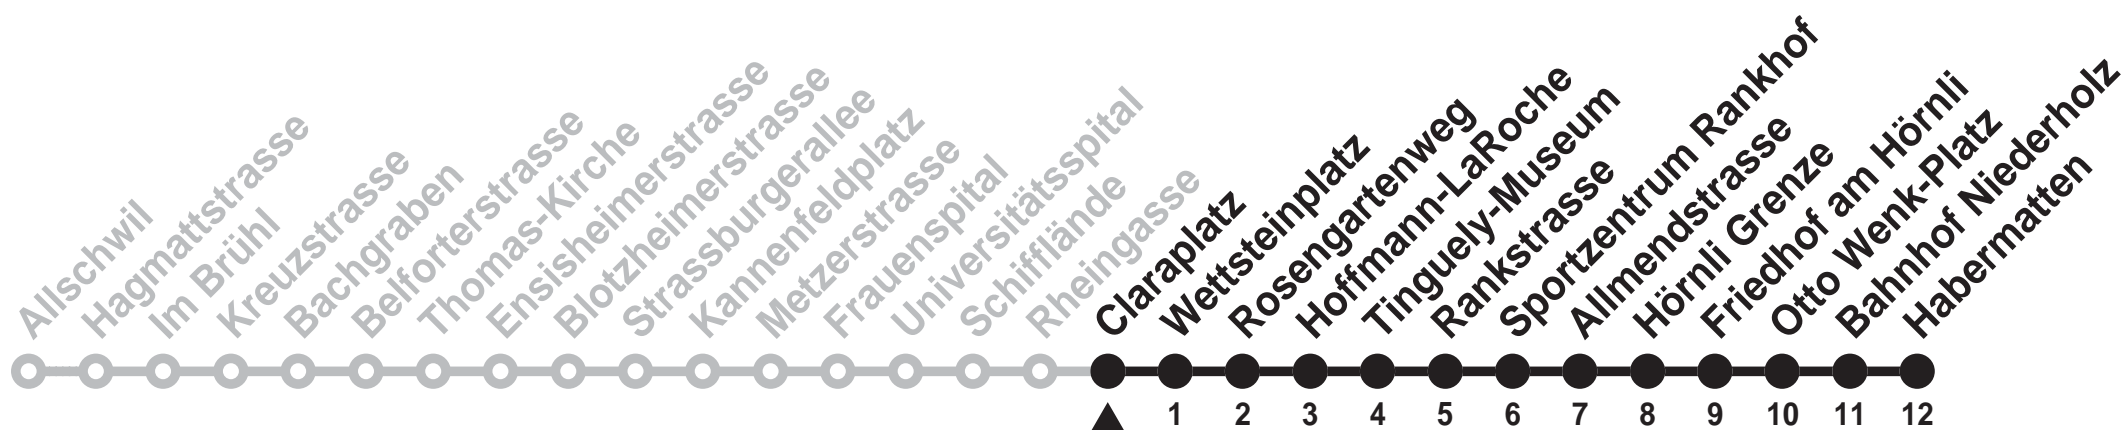 Allschwil
Hagmattstrasse
Im Brühl
Kreuzstrasse
Bachgraben
Belforterstrasse
Thomas-Kirche
Ensisheimerstrasse
Blotzheimerstrasse
Strassburgerallee
Kannenfeldplatz
Metzerstrasse
Frauenspital
Universitätsspital
Schifflände
Rheingasse
Claraplatz
Wettsteinplatz
Rosengartenweg
Hoffmann-LaRoche
Tinguely-Museum
Rankstrasse
Sportzentrum Rankhof
Allmendstrasse
Hörnli Grenze
Friedhof am Hörnli
Otto Wenk-Platz
Bahnhof Niederholz
Habermatten
1 2 3 4 5 6 7 8 9 10 11 12